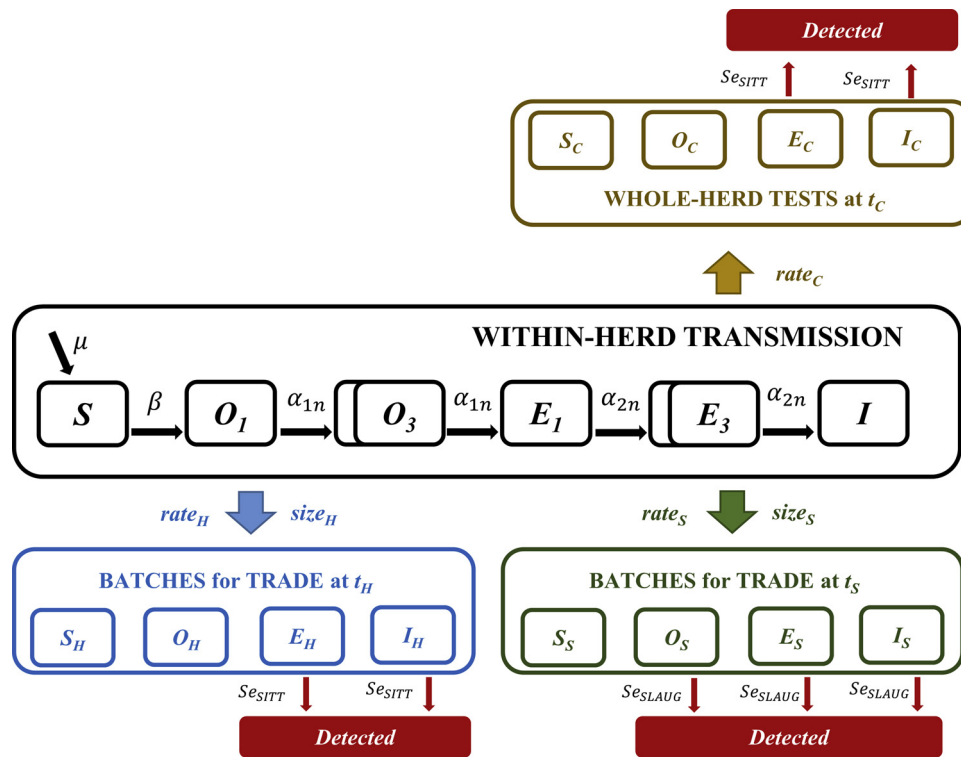 Detected
Se_SITT Se_SITT
S_C O_C E_C I_C
WHOLE-HERD TESTS at t_C
rate_C
WITHIN-HERD TRANSMISSION
μ
β α_1n α_1n α_2n α_2n
S O_1 O_3 E_1 E_3 I
rate_H size_H rate_S size_S
BATCHES for TRADE at t_H
S_H O_H E_H I_H
Se_SITT Se_SITT
Detected
BATCHES for TRADE at t_S
S_S O_S E_S I_S
Se_SLAUG Se_SLAUG Se_SLAUG
Detected